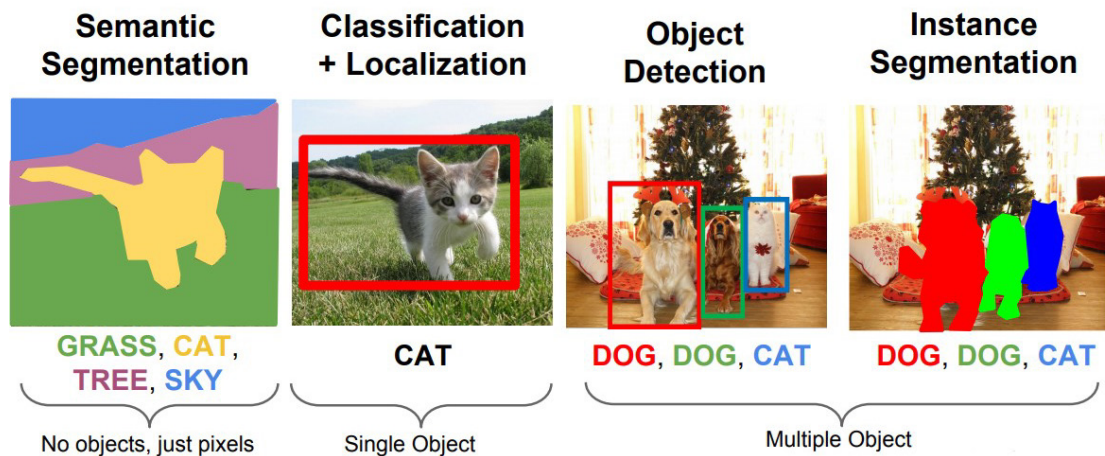 Semantic
Segmentation
Classification
+ Localization
Object
Detection
Instance
Segmentation
GRASS, CAT,
TREE, SKY
CAT
DOG, DOG, CAT
DOG, DOG, CAT
No objects, just pixels
Single Object
Multiple Object